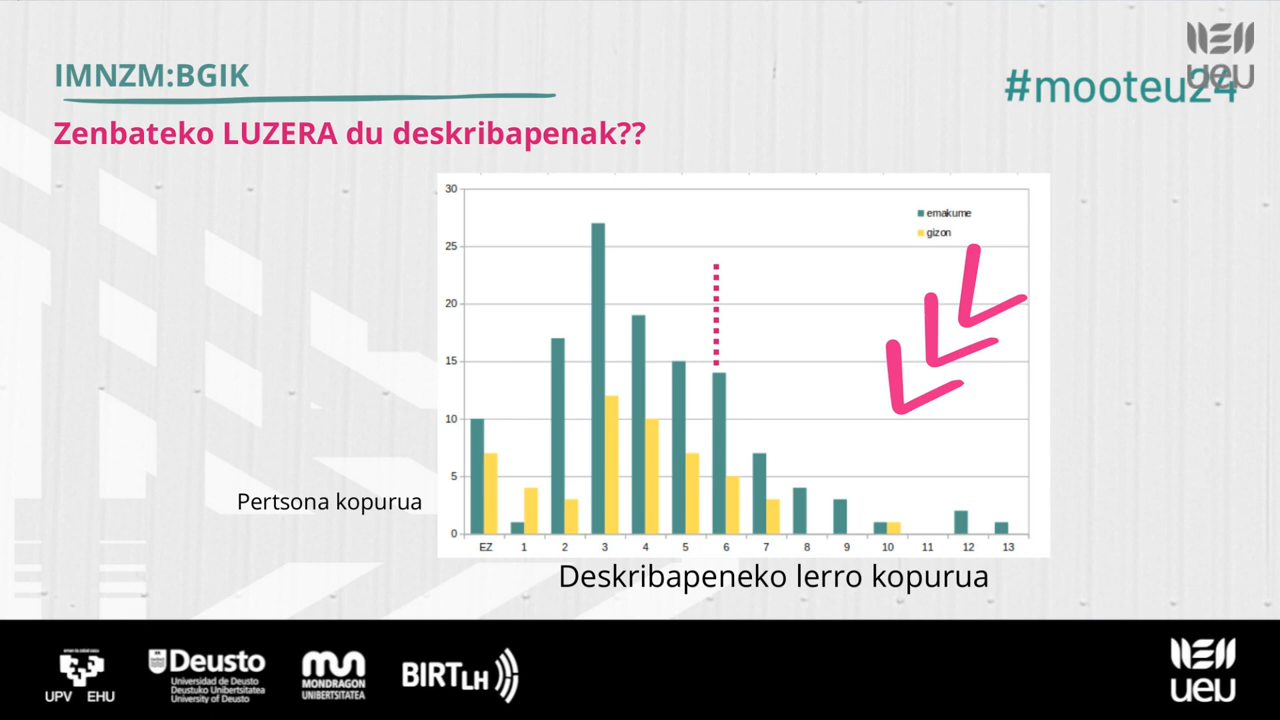 IMNZM:BGIK
#mooteu24
ueu
Zenbateko LUZERA du deskribapenak??
30
25
20
15
10
5
0
emakume
gizon
Pertsona kopurua
EZ 1 2 3 4 5 6 7 8 9 10 11 12 13
Deskribapeneko lerro kopurua
UPV EHU
Deusto
Universidad de Deusto
Deustuko Unibertsitatea
University of Deusto
MONDRAGON
UNIBERTSITATEA
BIRTLH
ueu